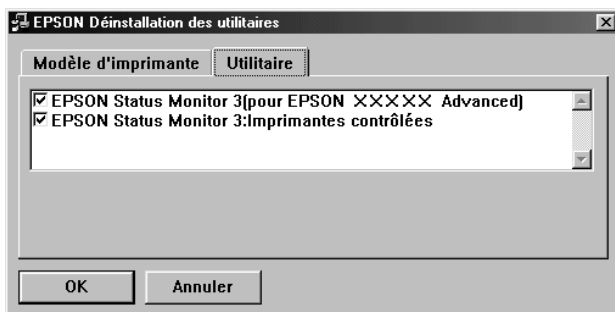 EPSON Déinstallation des utilitaires
Modèle d'imprimante Utilitaire
EPSON Status Monitor 3(pour EPSON XXXXX Advanced)
EPSON Status Monitor 3:Imprimantes contrôlées
OK Annuler